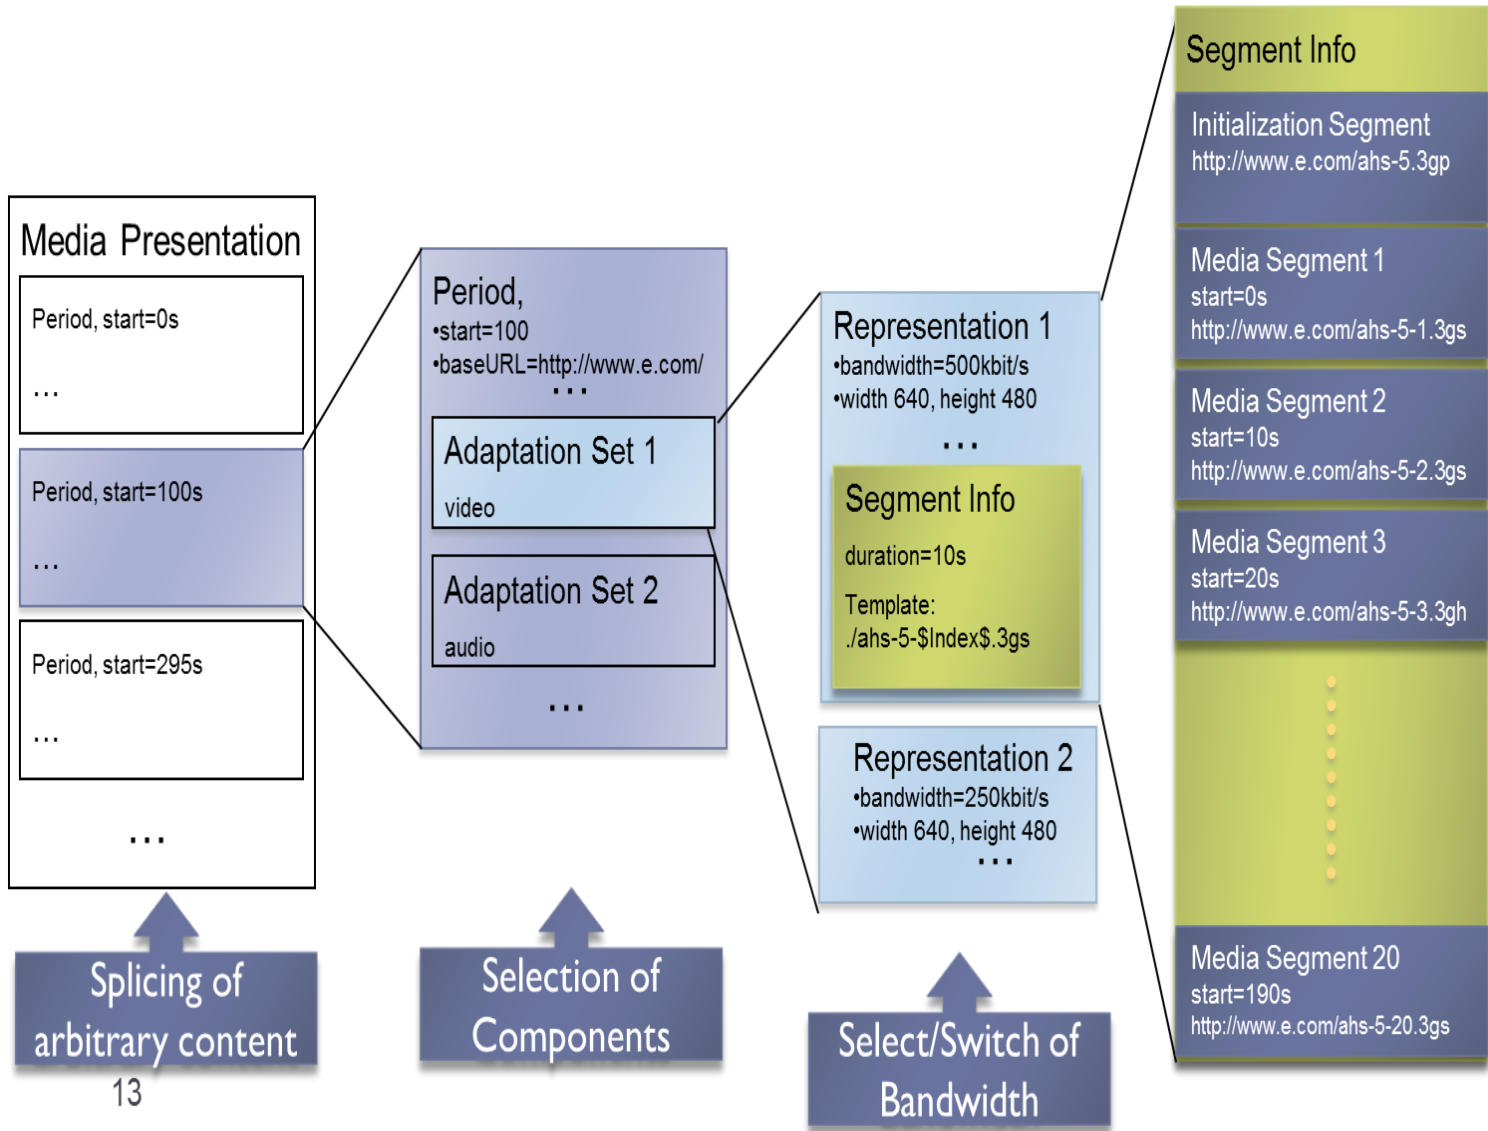 Media Presentation
Period, start=0s
...
Period, start=100s
...
Period, start=295s
...
...
Splicing of
arbitrary content
13
Period,
•start=100
•baseURL=http://www.e.com/
...
Adaptation Set 1
video
Adaptation Set 2
audio
...
Selection of
Components
Representation 1
•bandwidth=500kbit/s
•width 640, height 480
...
Segment Info
duration=10s
Template:
./ahs-5-$Index$.3gs
Representation 2
•bandwidth=250kbit/s
•width 640, height 480
...
Select/Switch of
Bandwidth
Segment Info
Initialization Segment
http://www.e.com/ahs-5.3gp
Media Segment 1
start=0s
http://www.e.com/ahs-5-1.3gs
Media Segment 2
start=10s
http://www.e.com/ahs-5-2.3gs
Media Segment 3
start=20s
http://www.e.com/ahs-5-3.3gh
Media Segment 20
start=190s
http://www.e.com/ahs-5-20.3gs